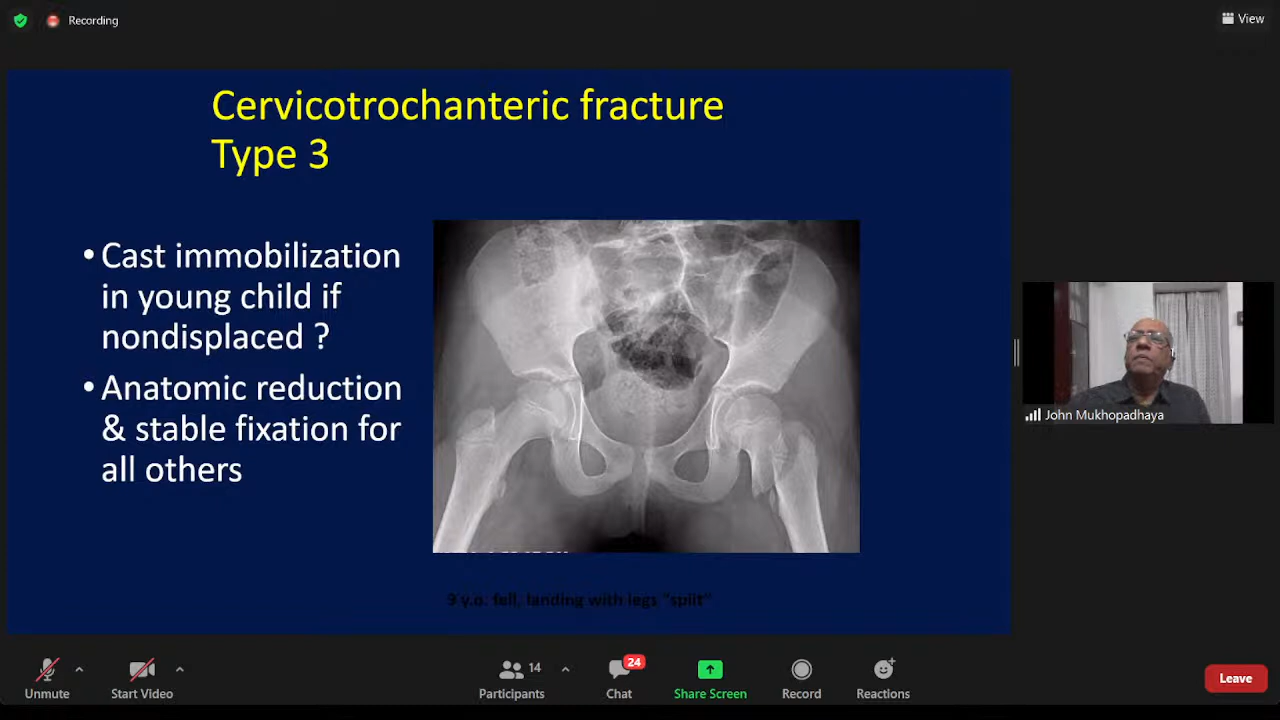 Recording
View
Cervicotrochanteric fracture
Type 3
• Cast immobilization
in young child if
nondisplaced ?
• Anatomic reduction
& stable fixation for
all others
9 y.o. fell, landing with legs "split"
John Mukhopadhaya
Unmute
Start Video
14
Participants
24
Chat
Share Screen
Record
Reactions
Leave